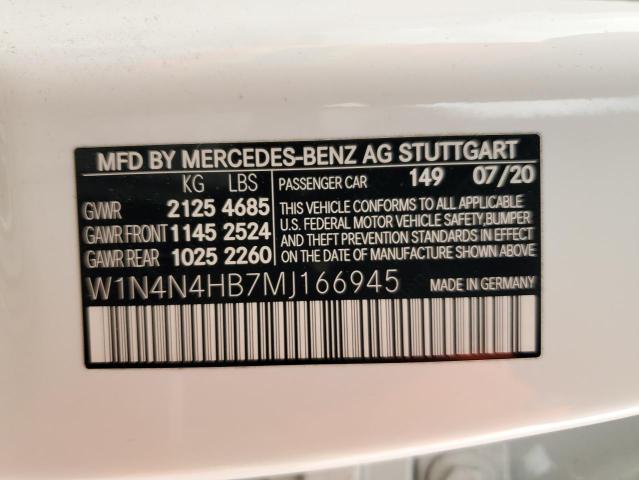 MFD BY MERCEDES-BENZ AG STUTTGART
KG LBS PASSENGER CAR 149 07/20
GVWR 2125 4685
GAWR FRONT 1145 2524
GAWR REAR 1025 2260
THIS VEHICLE CONFORMS TO ALL APPLICABLE
U.S. FEDERAL MOTOR VEHICLE SAFETY,BUMPER
AND THEFT PREVENTION STANDARDS IN EFFECT
ON THE DATE OF MANUFACTURE SHOWN ABOVE.
W1N4N4HB7MJ166945 MADE IN GERMANY